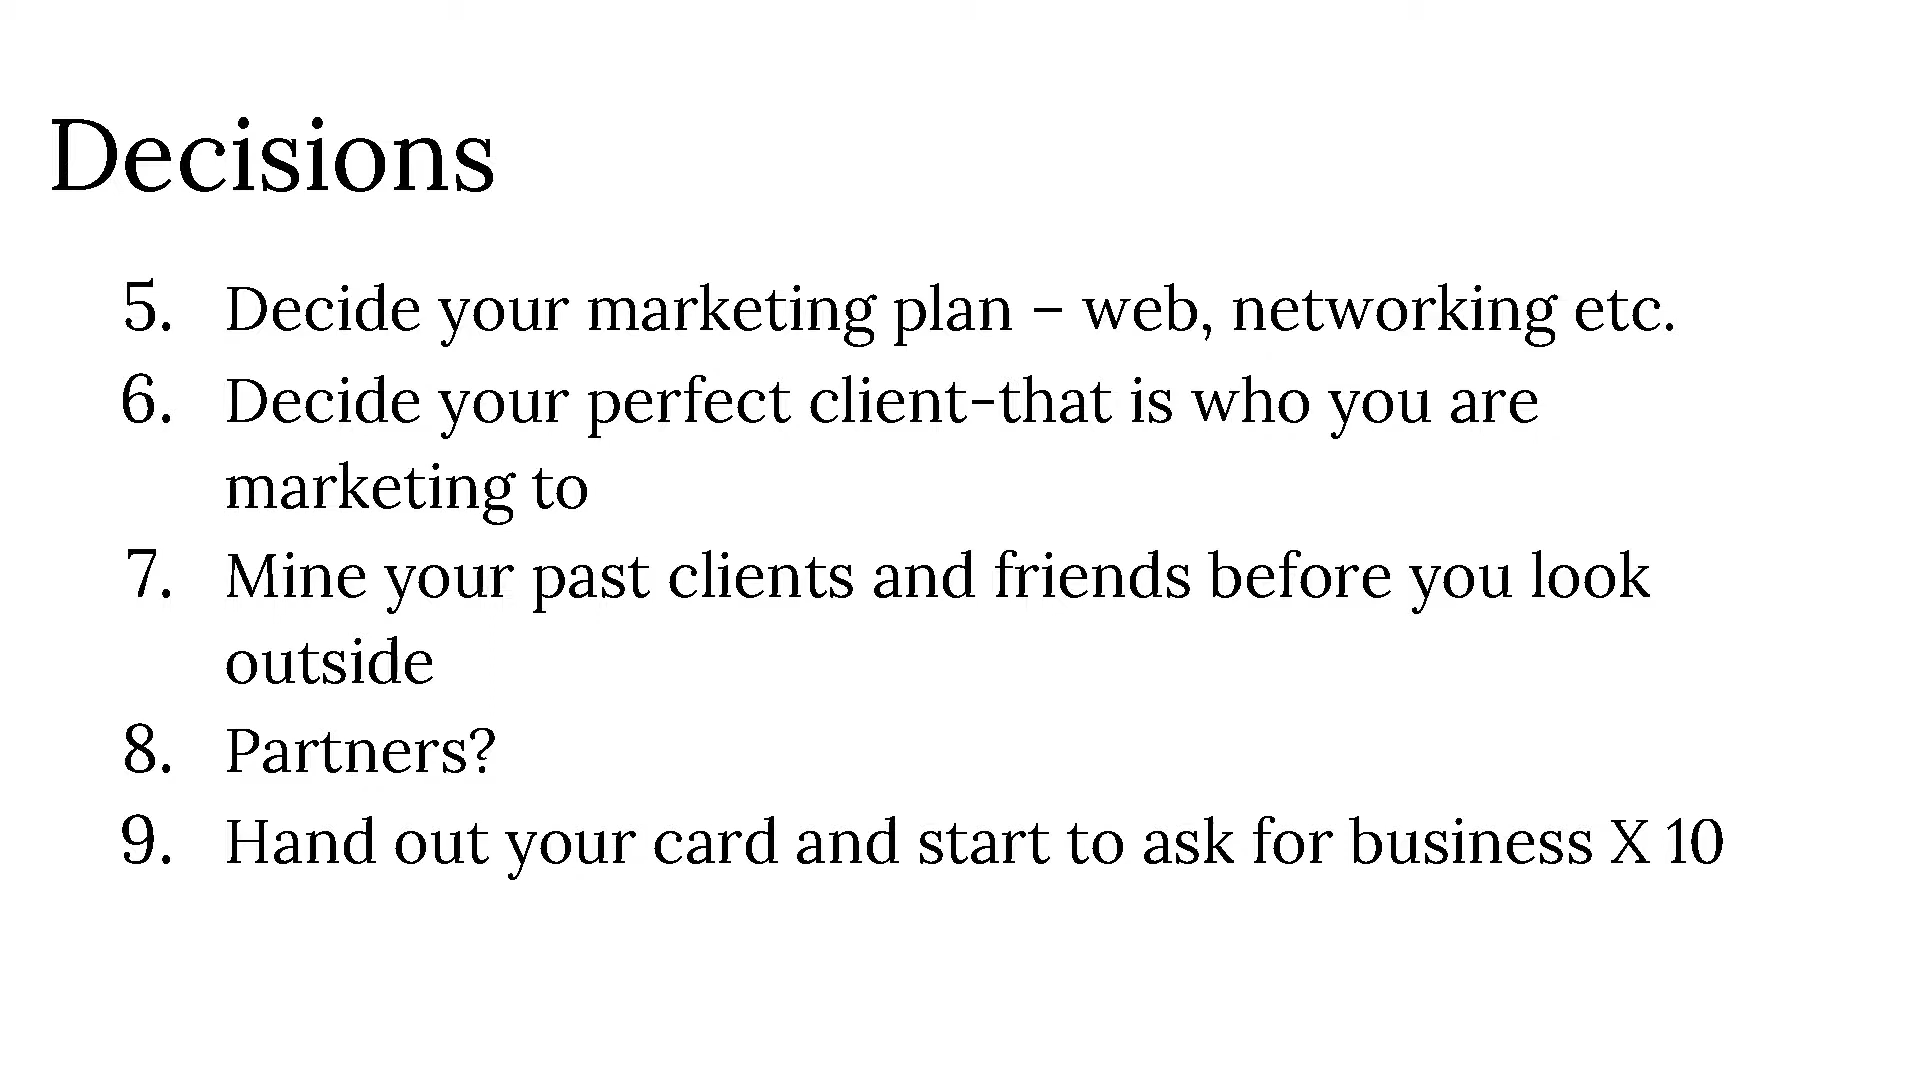 Decisions
5. Decide your marketing plan – web, networking etc.
6. Decide your perfect client-that is who you are
marketing to
7. Mine your past clients and friends before you look
outside
8. Partners?
9. Hand out your card and start to ask for business X 10